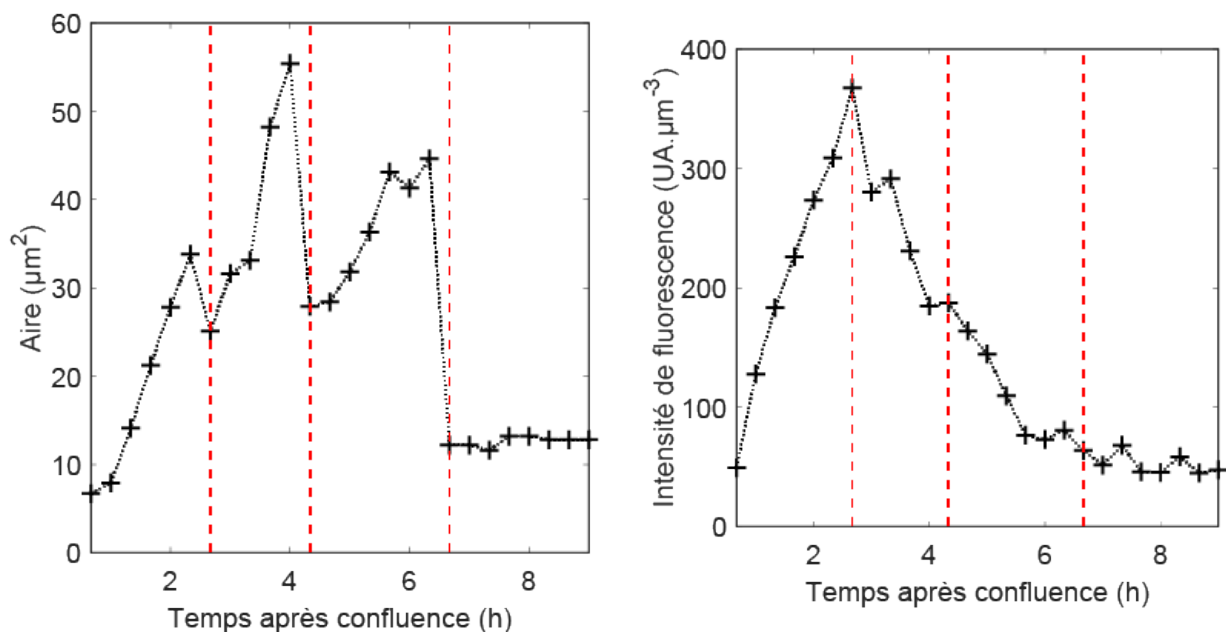 60
50
40
30
20
10
0
Aire (µm²)
2 4 6 8
Temps après confluence (h)
400
300
200
100
0
Intensité de fluorescence (UA.µm⁻³)
2 4 6 8
Temps après confluence (h)